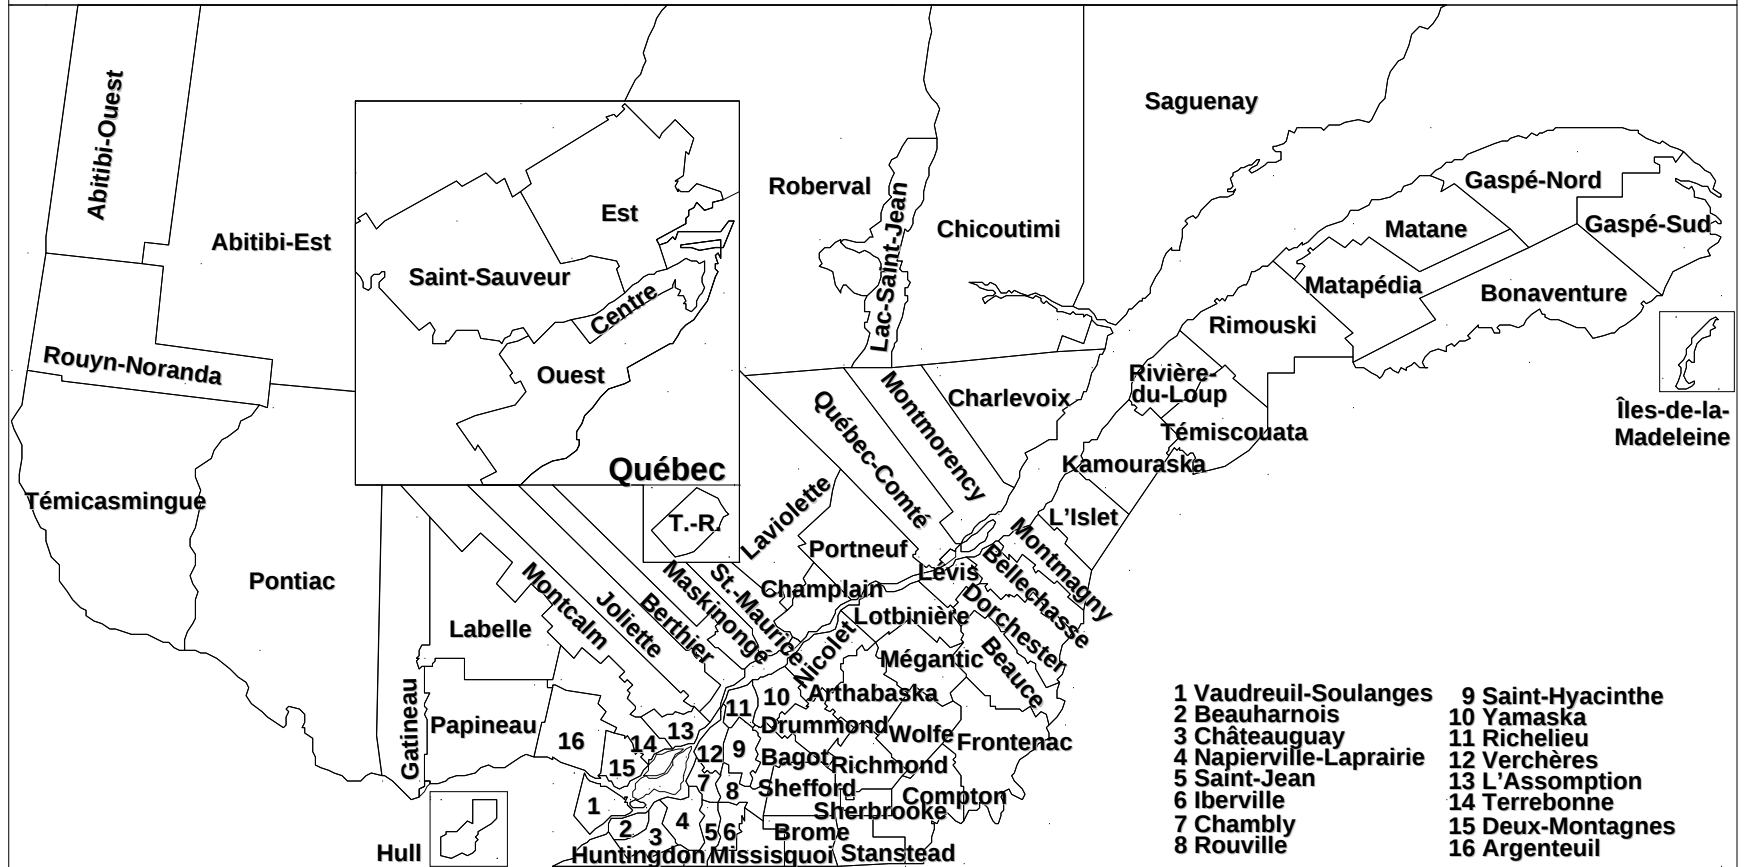 Abitibi-Ouest
Saguenay
Gaspé-Nord
Roberval
Est
Lac-Saint-Jean
Gaspé-Sud
Chicoutimi
Matane
Abitibi-Est
Saint-Sauveur
Matapédia
Bonaventure
Centre
Rimouski
Rouyn-Noranda
Ouest
Rivière-
du-Loup
Charlevoix
Îles-de-la-
Madeleine
Montmorency
Québec-Comté
Témiscouata
Kamouraska
Québec
Témicasmingue
T.-R.
Laviolette
L’Islet
Portneuf
Montmagny
Pontiac
Lévis
Bellechasse
Champlain
St.-Maurice
Maskinongé
Lotbinière
Dorchester
Montcalm
Joliette
Berthier
Labelle
Nicolet
Mégantic
Beauce
Arthabaska
Gatineau
Papineau
10
11
13
Drummond
Wolfe
Frontenac
16
14
12
9
Bagot
Richmond
15
7
8
Shefford
Compton
Sherbrooke
1
2
3
4
5
6
Brome
Hull
Huntingdon
Missisquoi
Stanstead
1 Vaudreuil-Soulanges
2 Beauharnois
3 Châteauguay
4 Napierville-Laprairie
5 Saint-Jean
6 Iberville
7 Chambly
8 Rouville
9 Saint-Hyacinthe
10 Yamaska
11 Richelieu
12 Verchères
13 L’Assomption
14 Terrebonne
15 Deux-Montagnes
16 Argenteuil